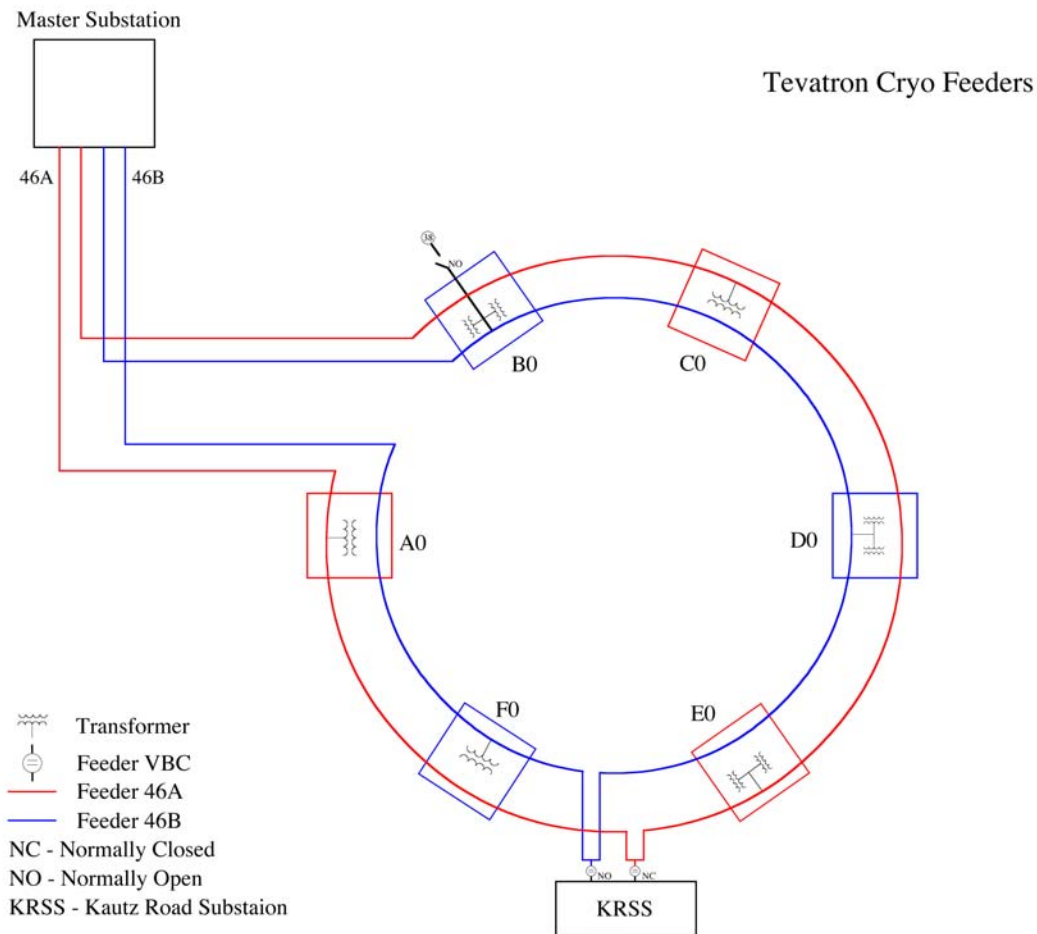 Master Substation
Tevatron Cryo Feeders
46A
46B
38
NO
B0
C0
A0
D0
F0
E0
Transformer
Feeder VBC
Feeder 46A
Feeder 46B
NC - Normally Closed
NO - Normally Open
KRSS - Kautz Road Substaion
NO
NC
KRSS